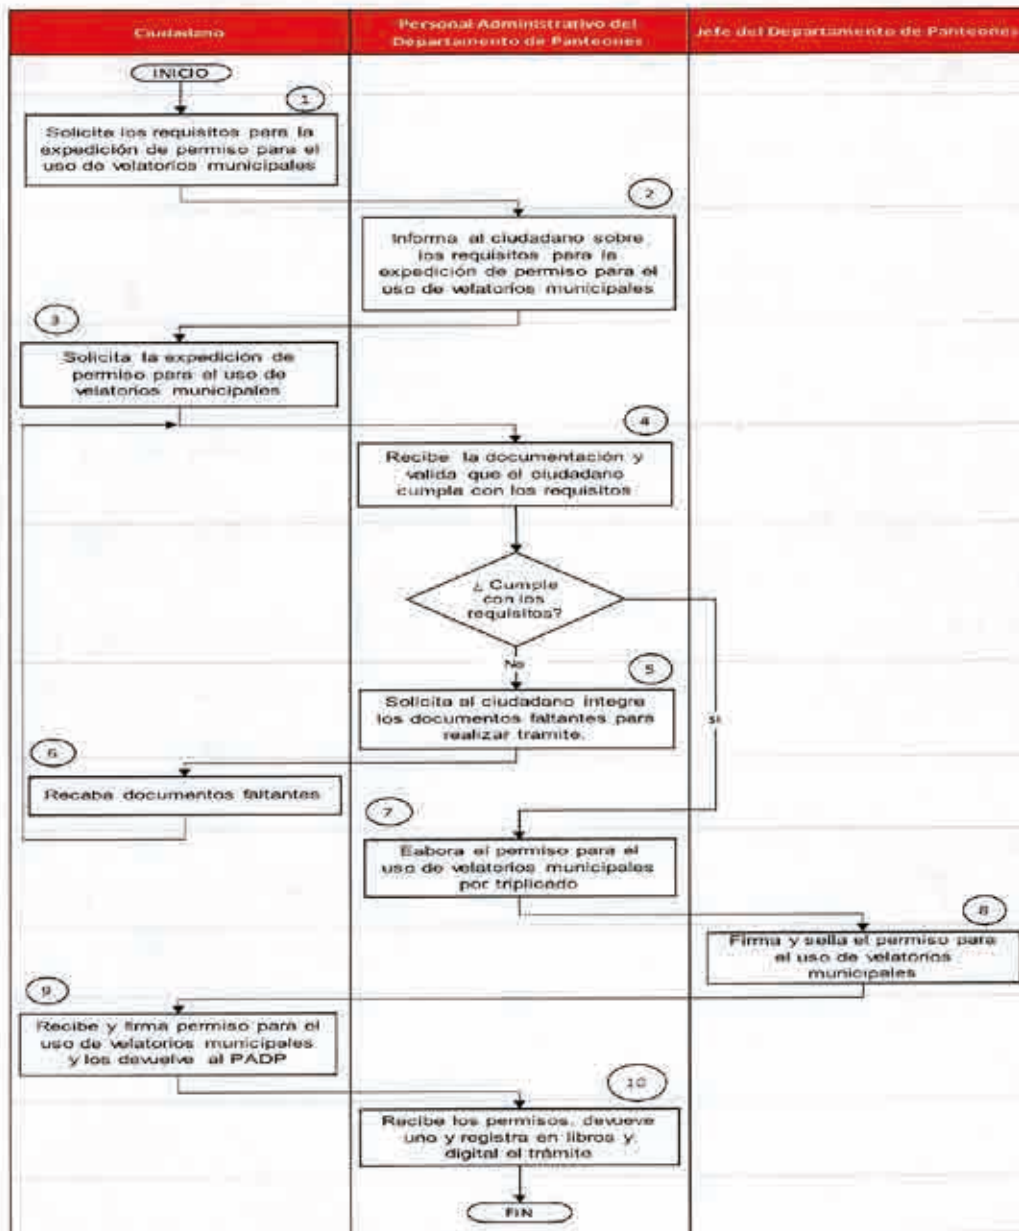 Ciudadano
Personal Administrativo del
Departamento de Panteones
Jefe del Departamento de Panteones
INICIO
1
Solicita los requisitos para la
expedición de permiso para el
uso de velatorios municipales
2
Informa al ciudadano sobre
los requisitos para la
expedición de permiso para el
uso de velatorios municipales
3
Solicita la expedición de
permiso para el uso de
velatorios municipales
4
Recibe la documentación y
valida que el ciudadano
cumpla con los requisitos
¿ Cumple
con los
requisitos?
No
Si
5
Solicita al ciudadano integre
los documentos faltantes para
realizar tramite.
6
Recaba documentos faltantes
7
Eabora el permiso para el
uso de velatorios municipales
por triplicado
8
Firma y sella el permiso para
el uso de velatorios
municipales
9
Recibe y firma permiso para el
uso de velatorios municipales
y los devuelve al PADP
10
Recibe los permisos, devueve
uno y registra en libros y
digital el trámite
FIN